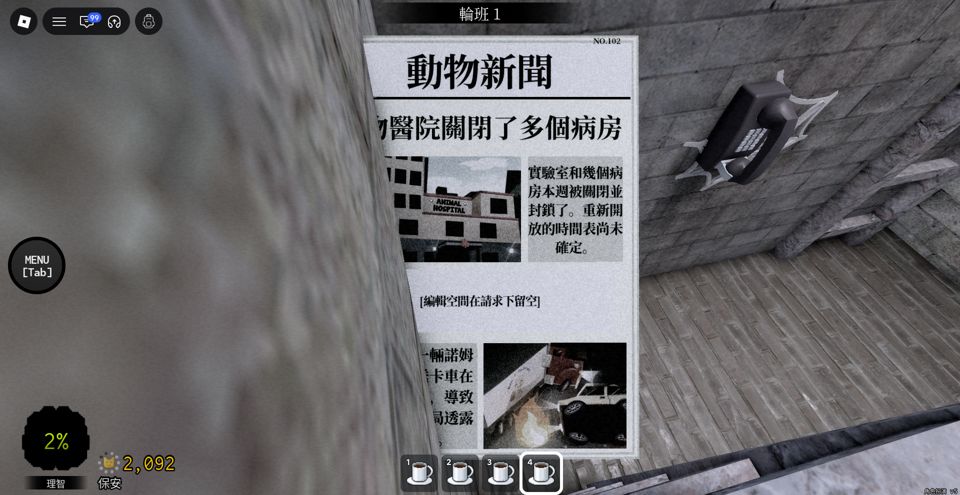 99
輪班 1
NO.102
動物新聞
醫院關閉了多個病房
ANIMAL
HOSPITAL
實驗室和幾個病
房本週被關閉並
封鎖了。重新開
放的時間表尚未
確定。
[編輯空間在請求下留空]
一輛諾姆
卡車在
，導致
局透露
MENU
[Tab]
2%
理智
2,092
保安
1
2
3
4